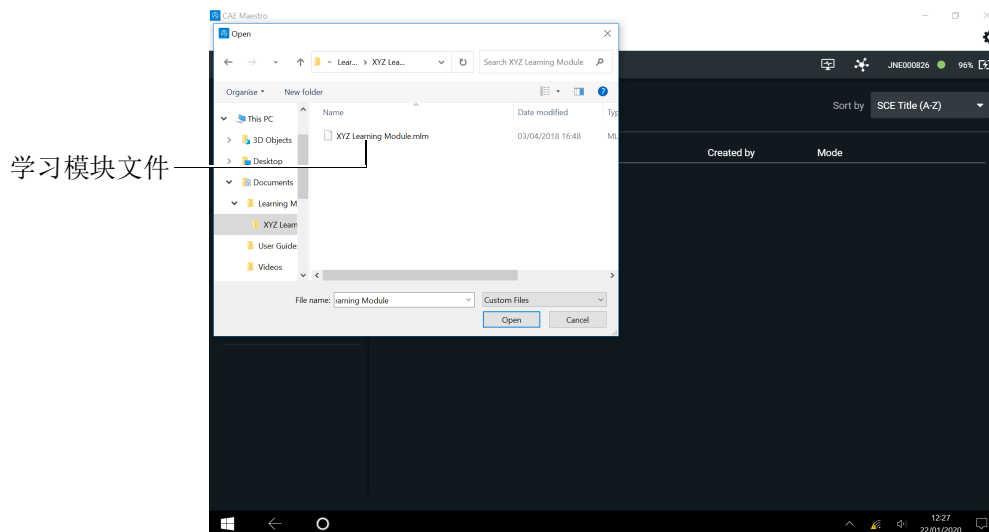 CAE Maestro
Open
« Lear... > XYZ Lea...
Search XYZ Learning Module
Organise
New folder
JNE000826
96%
Sort by
SCE Title (A-Z)
This PC
3D Objects
Desktop
Documents
Learning M
XYZ Learn
User Guide
Videos
Name
Date modified
Typ
XYZ Learning Module.mlm
03/04/2018 16:48
ML
学习模块文件
Created by
Mode
File name:
earning Module
Custom Files
Open
Cancel
12:27
22/01/2020